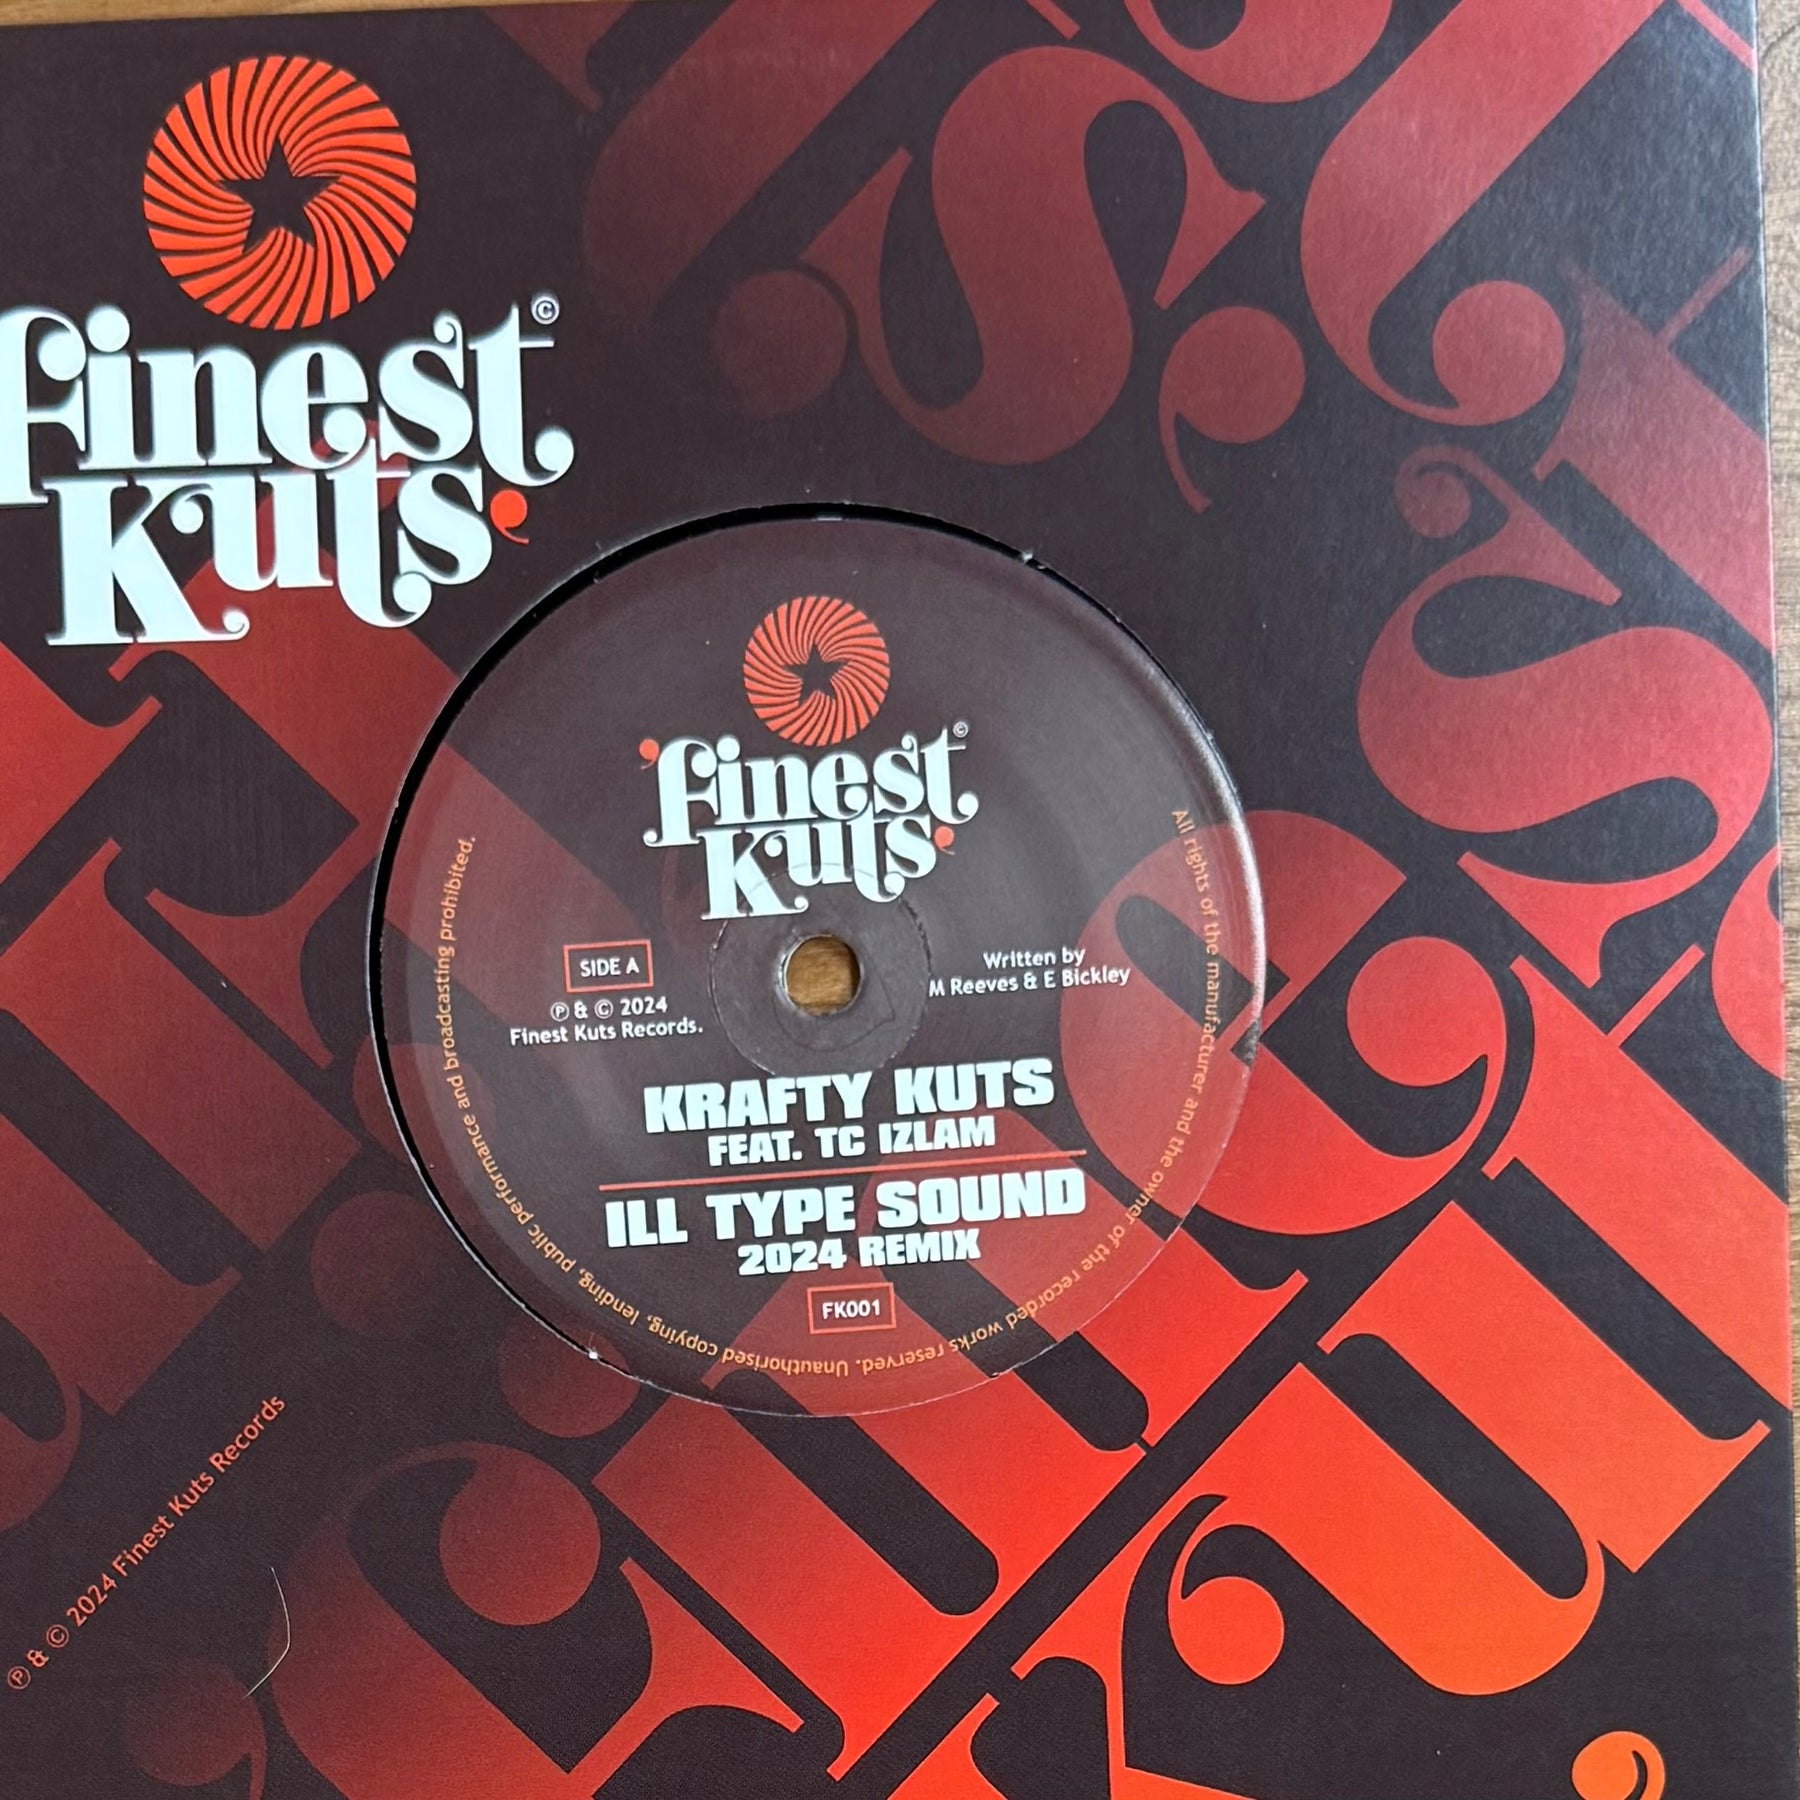 finest ©
Kuts
'finest ©
Kuts'
SIDE A
℗ & © 2024
Finest Kuts Records.
Written by
M Reeves & E Bickley
KRAFTY KUTS
FEAT. TC IZLAM
ILL TYPE SOUND
2024 REMIX
FK001
All rights of the manufacturer and the owner of the recorded works reserved. Unauthorised copying, lending, public performance and broadcasting prohibited.
℗ & © 2024 Finest Kuts Records